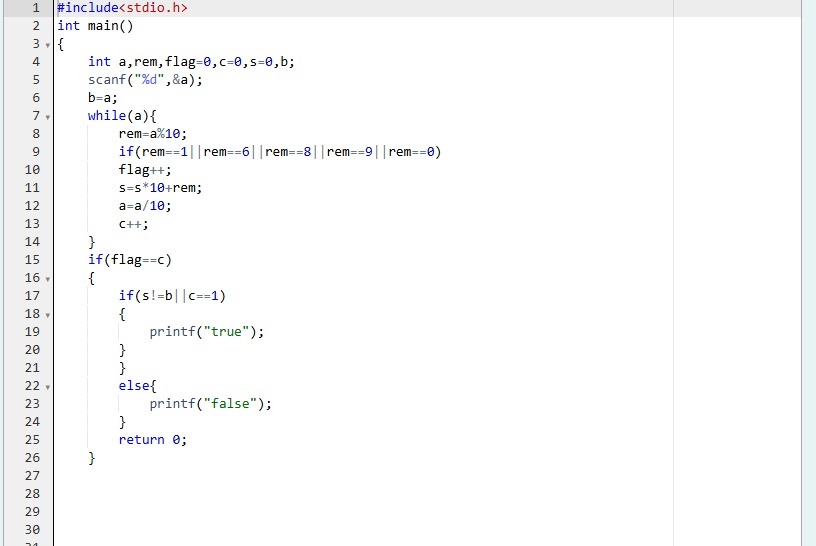 1 #include<stdio.h>
2 int main()
3 {
4 int a,rem,flag=0,c=0,s=0,b;
5 scanf("%d",&a);
6 b=a;
7 while(a){
8 rem=a%10;
9 if(rem==1||rem==6||rem==8||rem==9||rem==0)
10 flag++;
11 s=s*10+rem;
12 a=a/10;
13 c++;
14 }
15 if(flag==c)
16 {
17 if(s!=b||c==1)
18 {
19 printf("true");
20 }
21 }
22 else{
23 printf("false");
24 }
25 return 0;
26 }
27
28
29
30